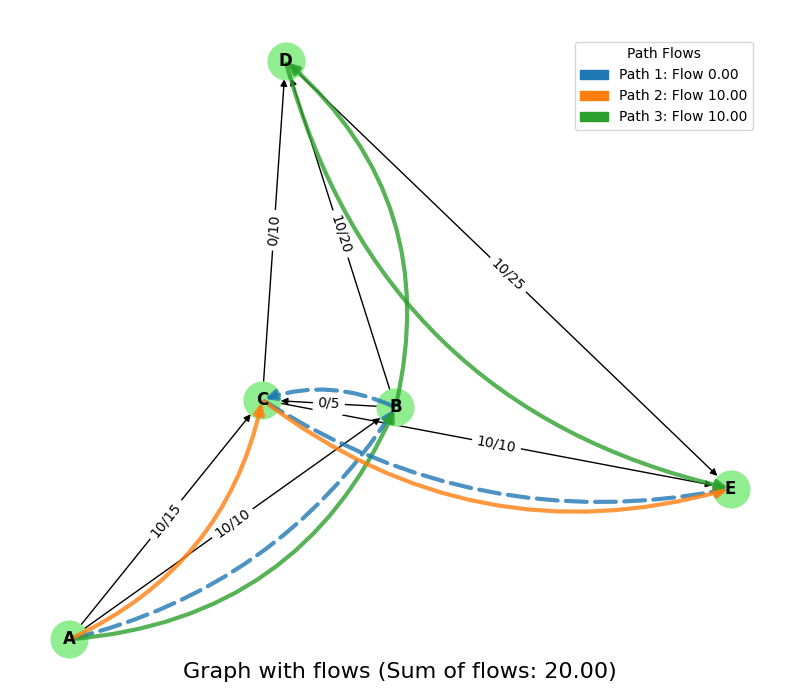 D
Path Flows
Path 1: Flow 0.00
Path 2: Flow 10.00
Path 3: Flow 10.00
0/10
10/20
10/25
C
0/5
B
10/10
E
10/15
10/10
A
Graph with flows (Sum of flows: 20.00)